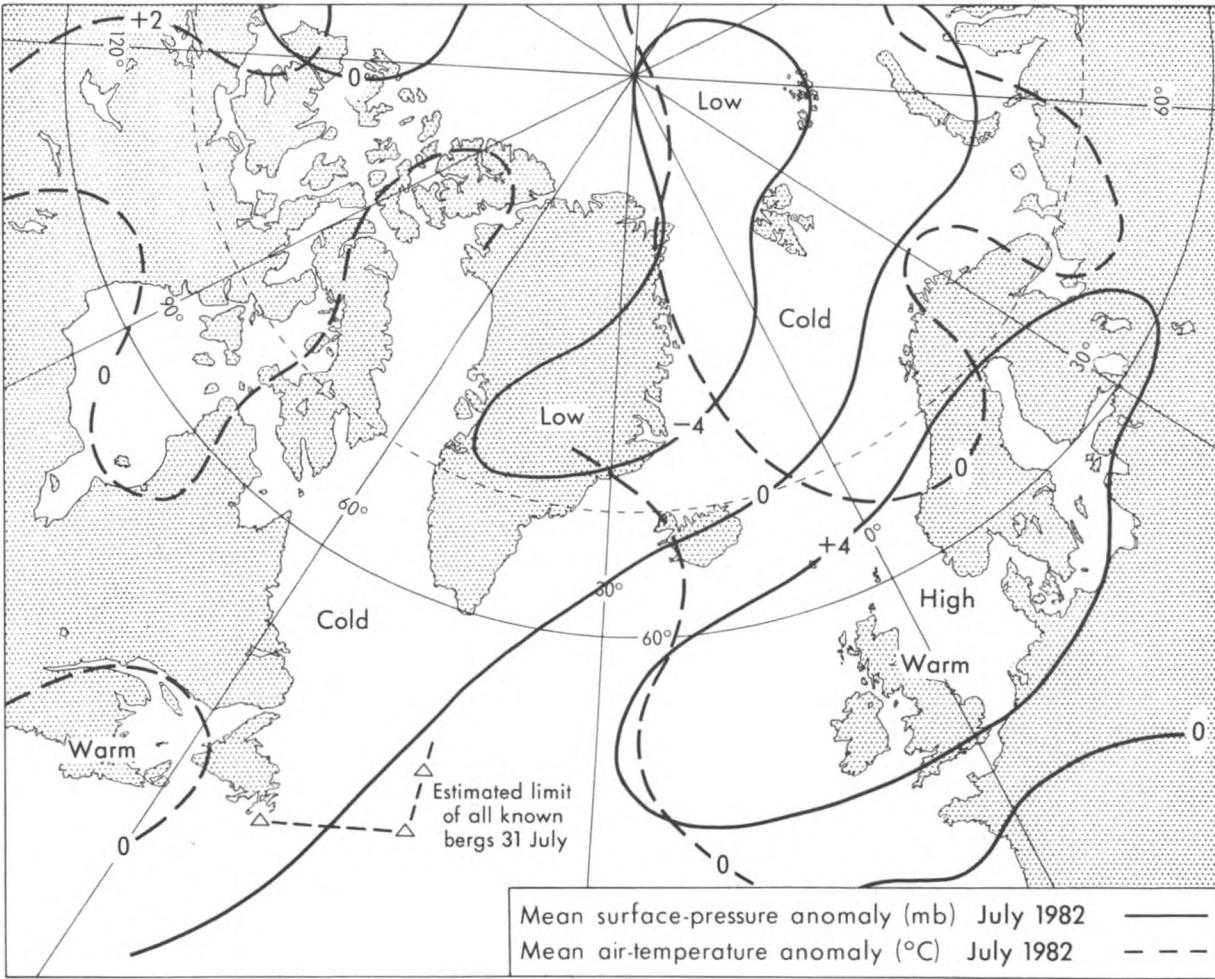 +2
120°
0
Low
60°
90°
0
Cold
30°
Low
-4
0
0
60°
+4
0°
30°
High
Cold
60°
Warm
Warm
0
Estimated limit
of all known
bergs 31 July
0
0
Mean surface-pressure anomaly (mb) July 1982
Mean air-temperature anomaly (°C) July 1982